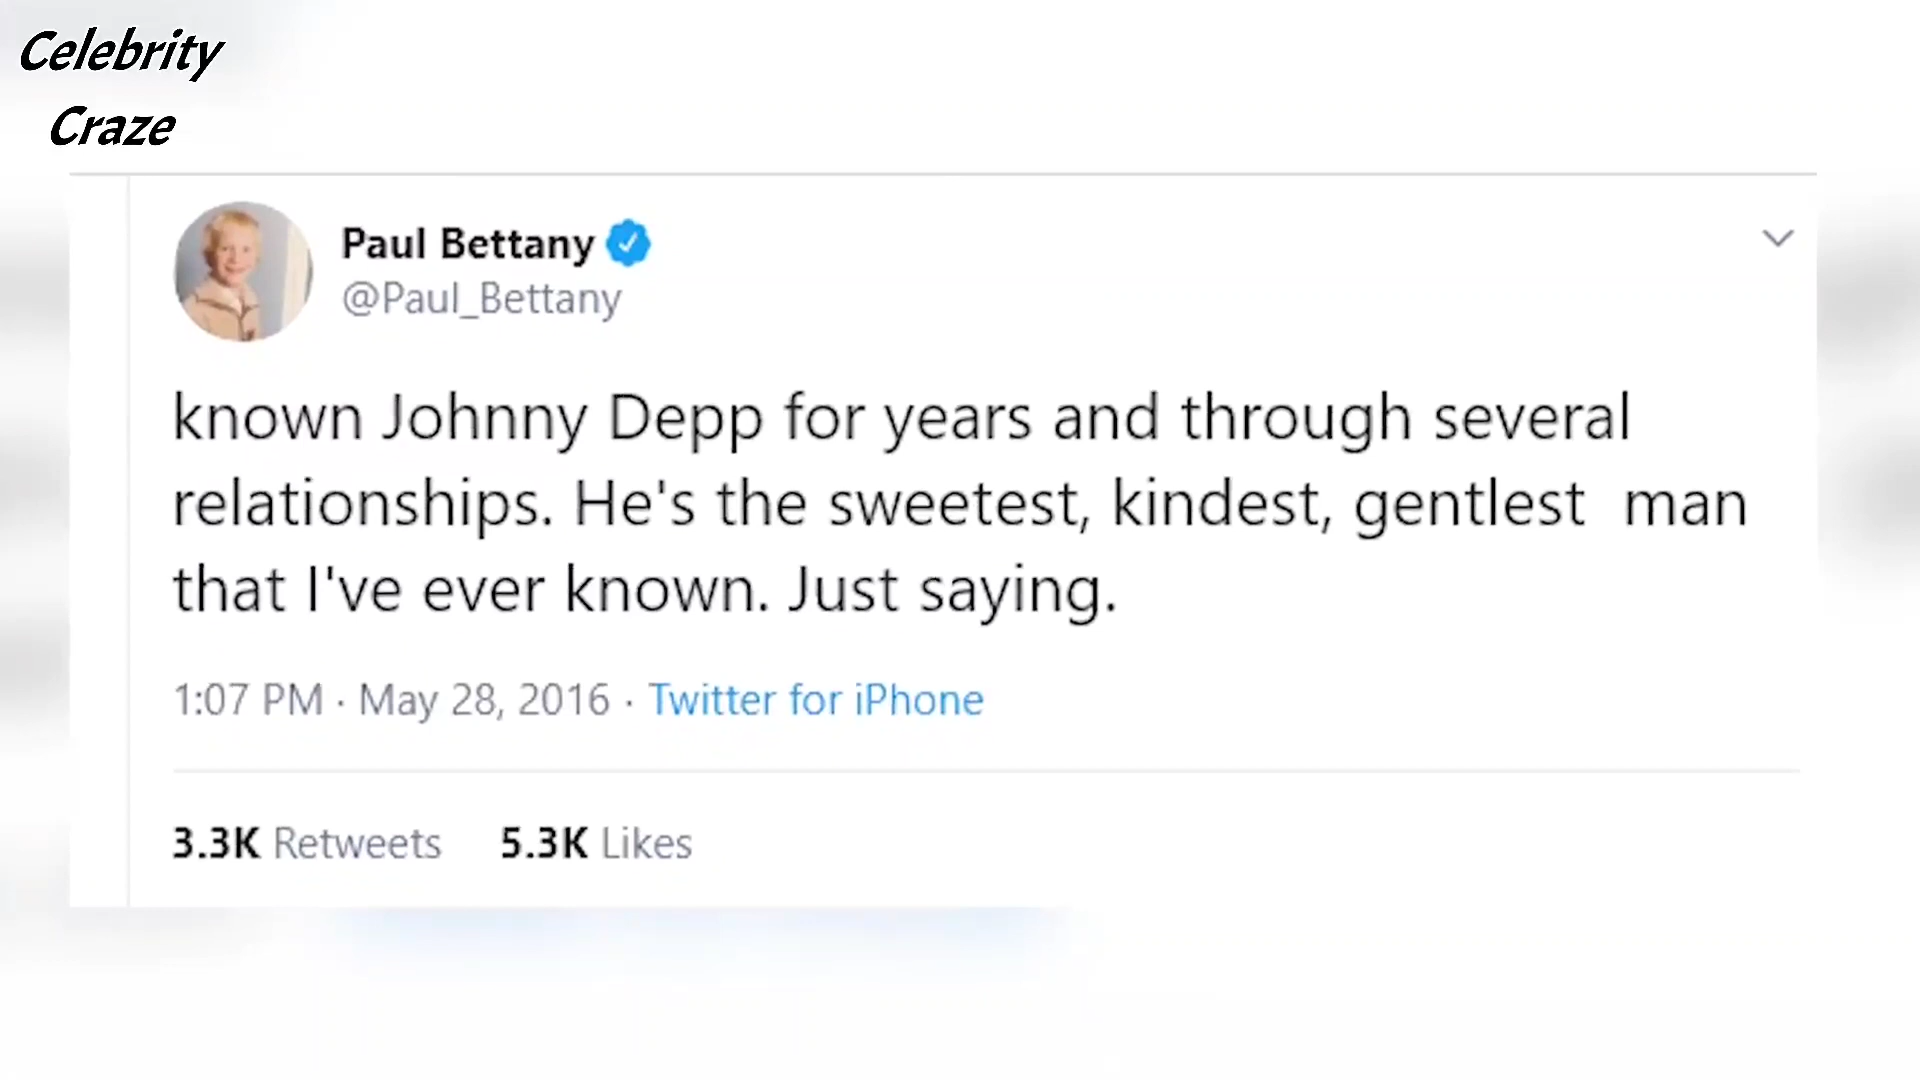 Celebrity
Craze
Paul Bettany
@Paul_Bettany
known Johnny Depp for years and through several
relationships. He's the sweetest, kindest, gentlest  man
that I've ever known. Just saying.
1:07 PM · May 28, 2016 · Twitter for iPhone
3.3K Retweets 5.3K Likes